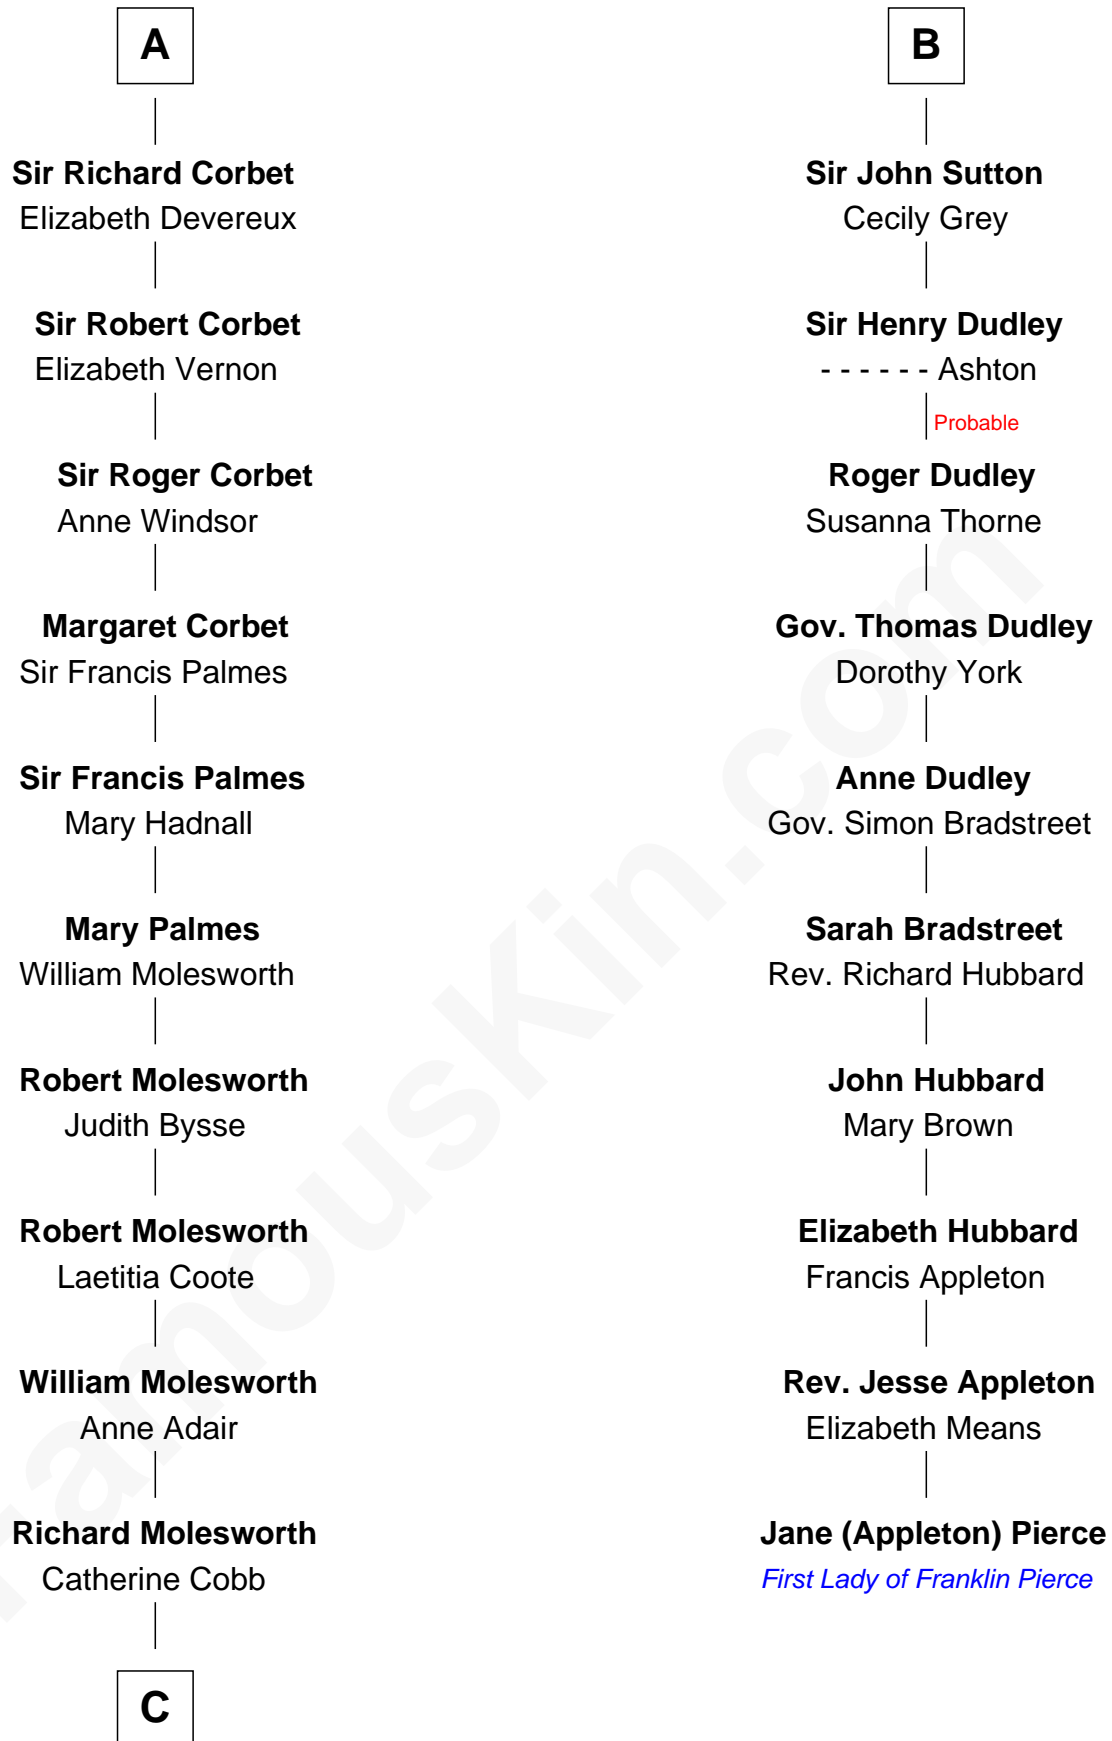 A
Sir Richard Corbet
Elizabeth Devereux
Sir Robert Corbet
Elizabeth Vernon
Sir Roger Corbet
Anne Windsor
Margaret Corbet
Sir Francis Palmes
Sir Francis Palmes
Mary Hadnall
Mary Palmes
William Molesworth
Robert Molesworth
Judith Bysse
Robert Molesworth
Laetitia Coote
William Molesworth
Anne Adair
Richard Molesworth
Catherine Cobb
C
B
Sir John Sutton
Cecily Grey
Sir Henry Dudley
- - - - - - Ashton
Probable
Roger Dudley
Susanna Thorne
Gov. Thomas Dudley
Dorothy York
Anne Dudley
Gov. Simon Bradstreet
Sarah Bradstreet
Rev. Richard Hubbard
John Hubbard
Mary Brown
Elizabeth Hubbard
Francis Appleton
Rev. Jesse Appleton
Elizabeth Means
Jane (Appleton) Pierce
First Lady of Franklin Pierce
FamousKin.com